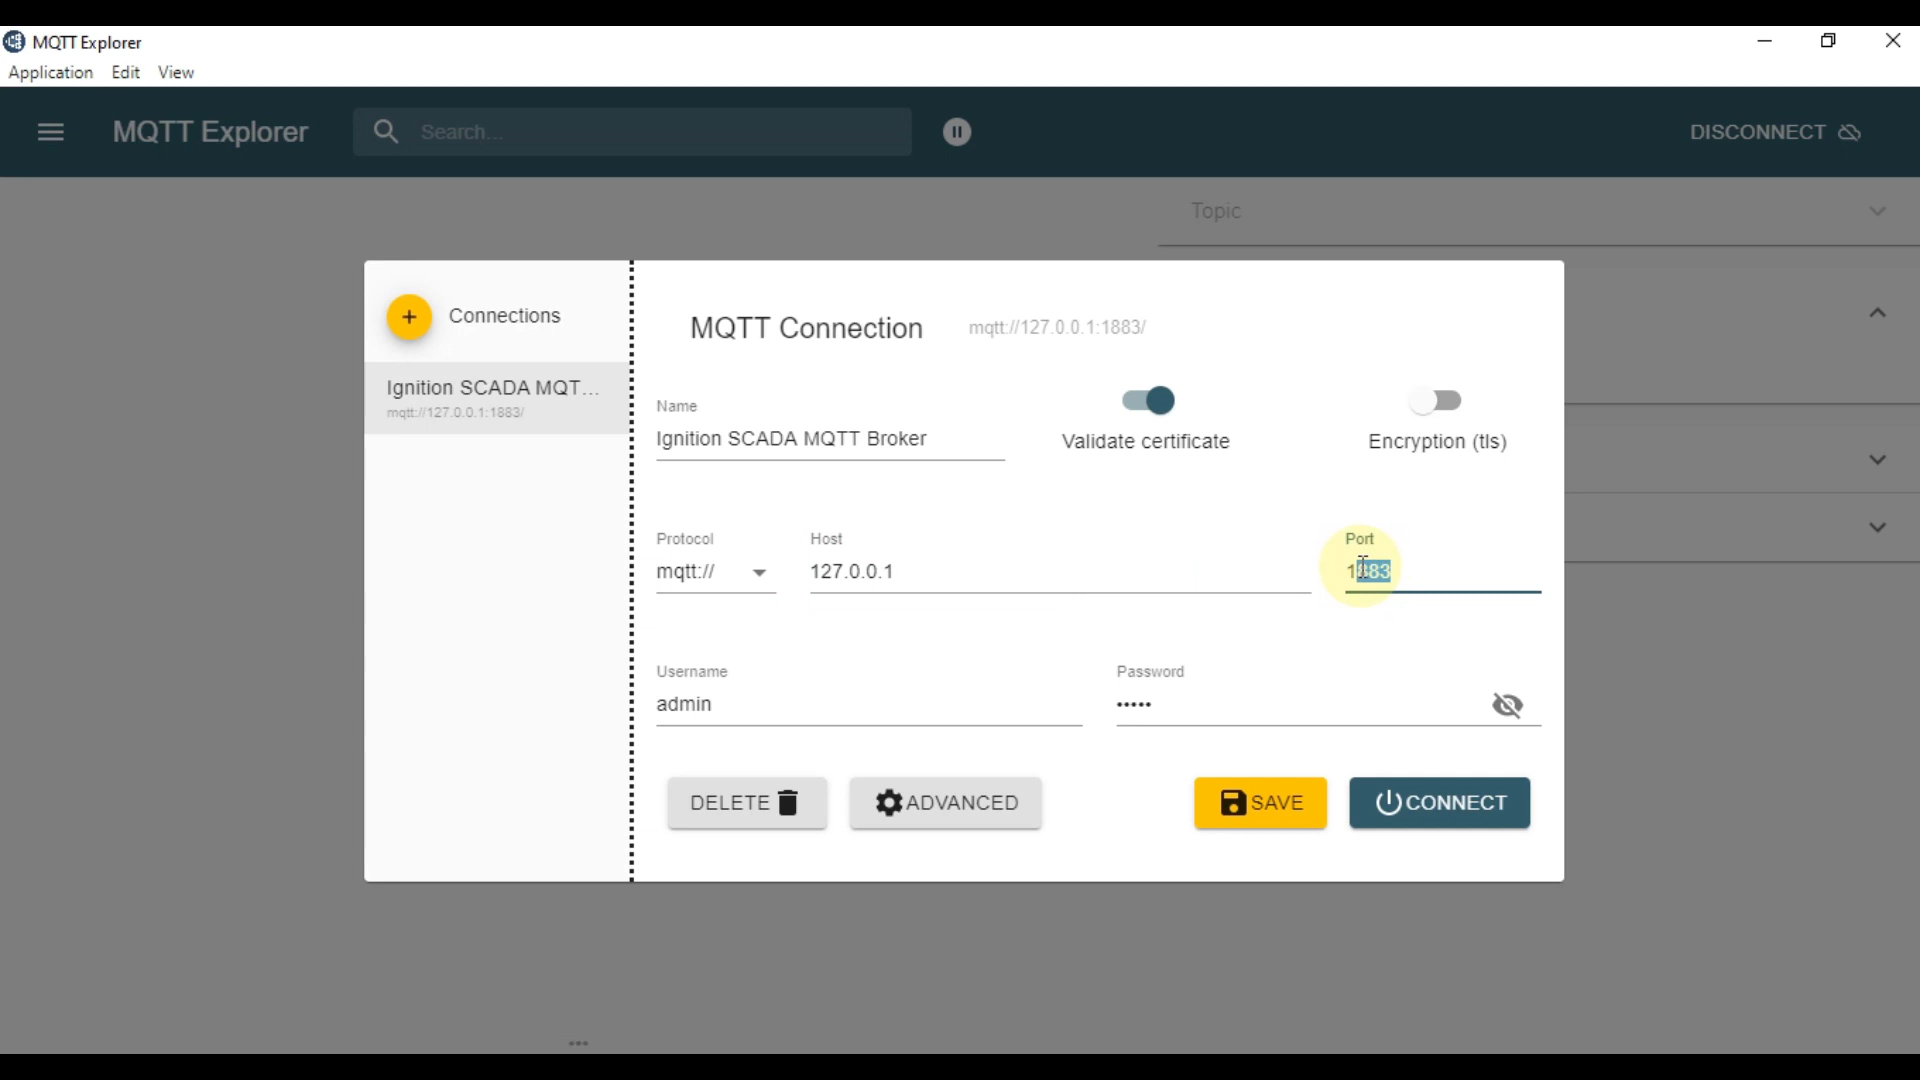 MQTT Explorer
Application Edit View
MQTT Explorer Search... DISCONNECT
Topic
+ Connections
MQTT Connection mqtt://127.0.0.1:1883/
Ignition SCADA MQT...
mqtt://127.0.0.1:1883/
Name
Ignition SCADA MQTT Broker
Validate certificate
Encryption (tls)
Protocol Host Port
mqtt:// 127.0.0.1 1883
Username Password
admin •••••
DELETE ADVANCED SAVE CONNECT